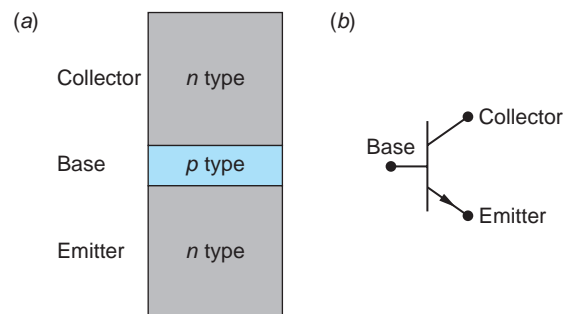 (a)
Collector
n type
Base
p type
Emitter
n type
(b)
Collector
Base
Emitter